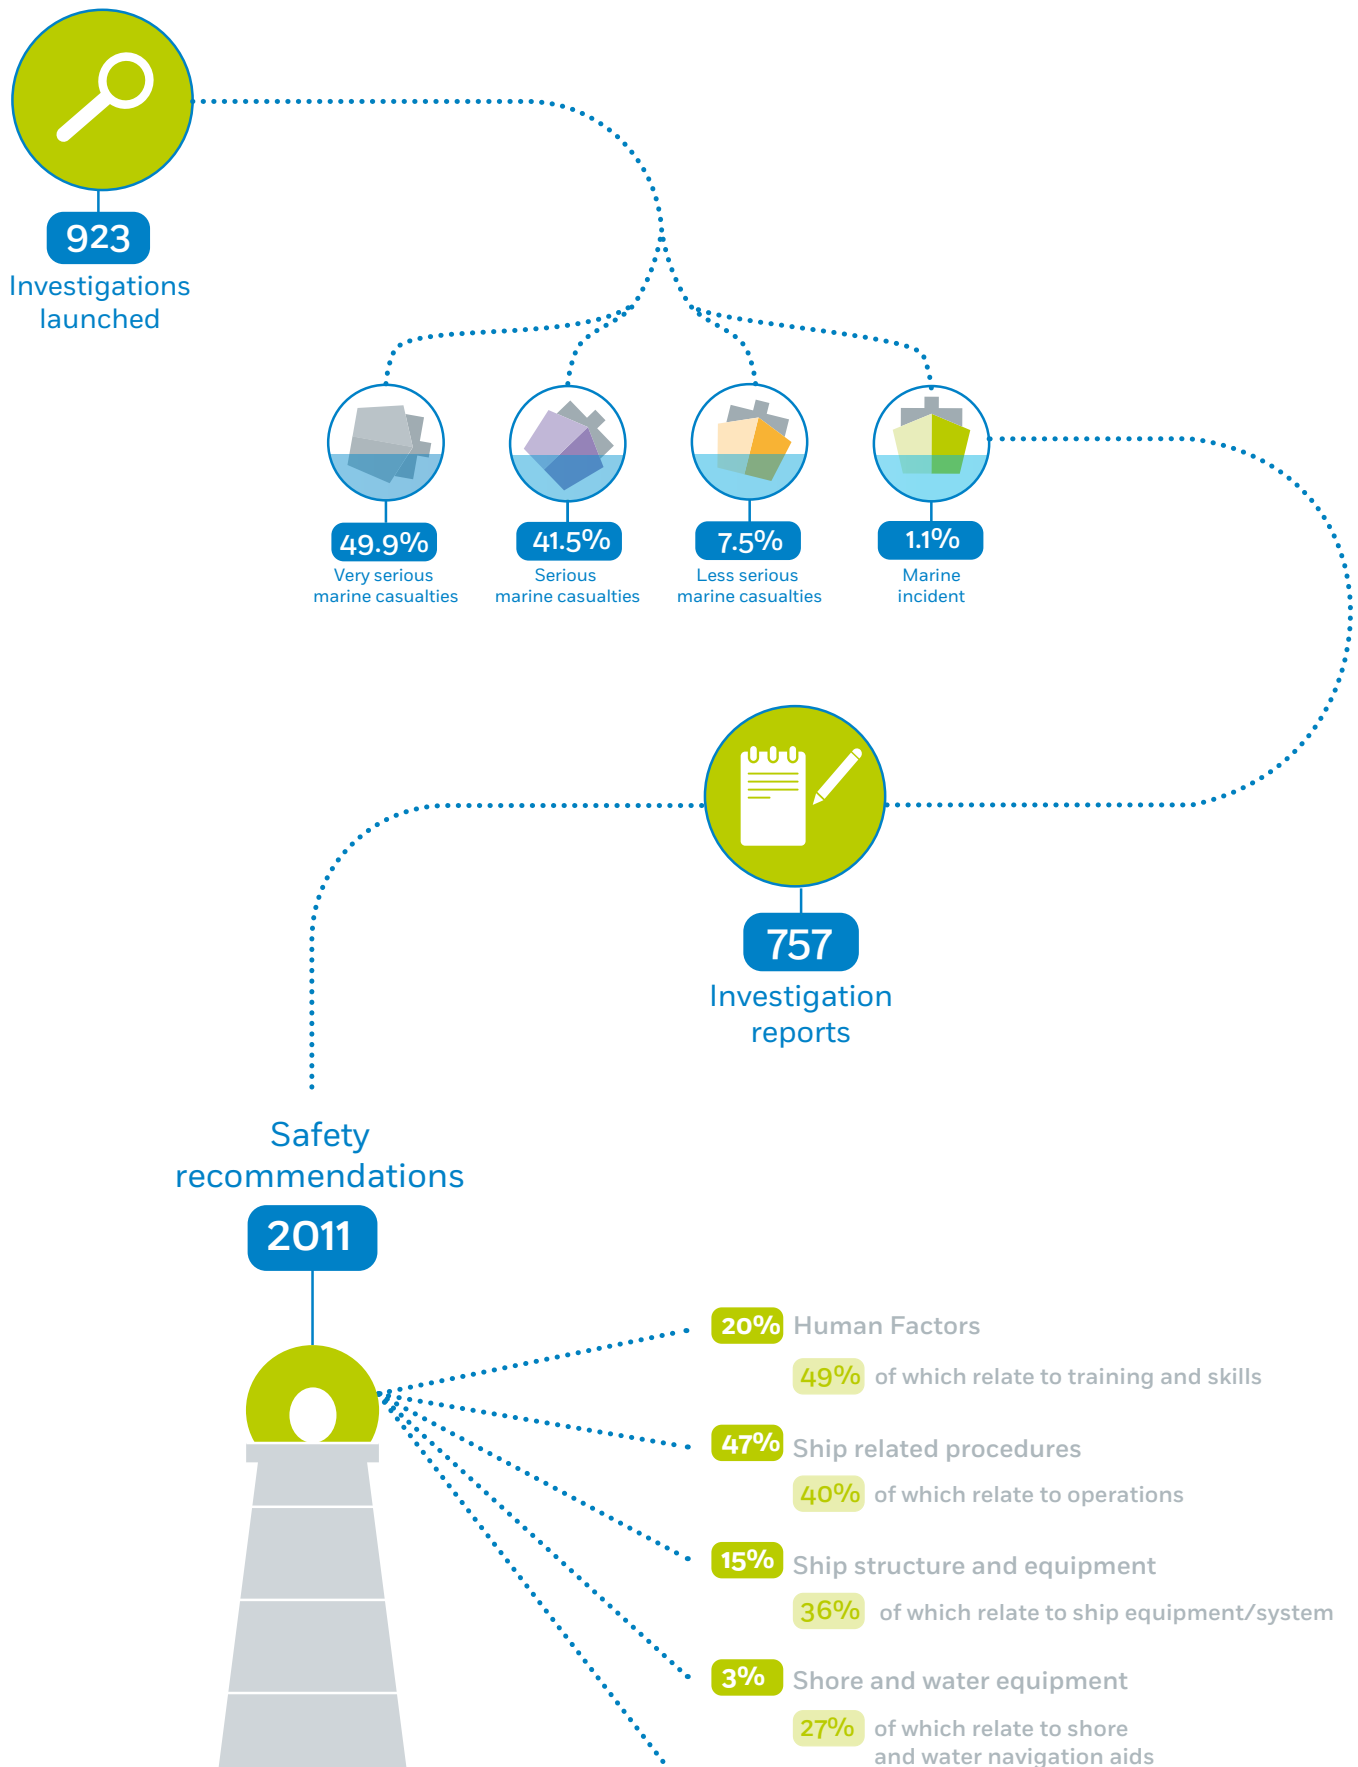 923
Investigations
launched
49.9%
Very serious
marine casualties
41.5%
Serious
marine casualties
7.5%
Less serious
marine casualties
1.1%
Marine
incident
757
Investigation
reports
Safety
recommendations
2011
20% Human Factors
49% of which relate to training and skills
47% Ship related procedures
40% of which relate to operations
15% Ship structure and equipment
36% of which relate to ship equipment/system
3% Shore and water equipment
27% of which relate to shore
and water navigation aids